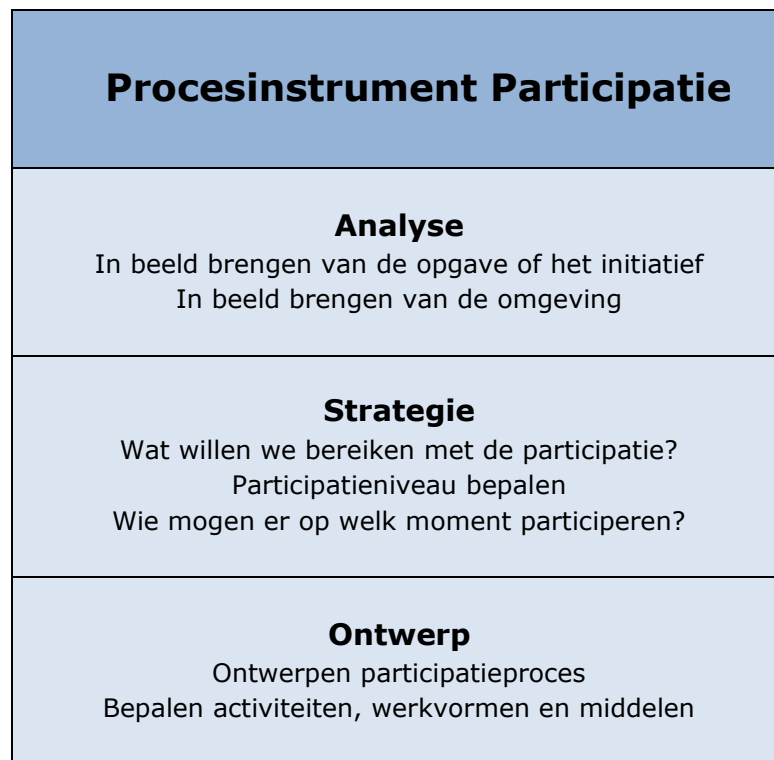 Procesinstrument Participatie
Analyse
In beeld brengen van de opgave of het initiatief
In beeld brengen van de omgeving
Strategie
Wat willen we bereiken met de participatie?
Participatieniveau bepalen
Wie mogen er op welk moment participeren?
Ontwerp
Ontwerpen participatieproces
Bepalen activiteiten, werkvormen en middelen